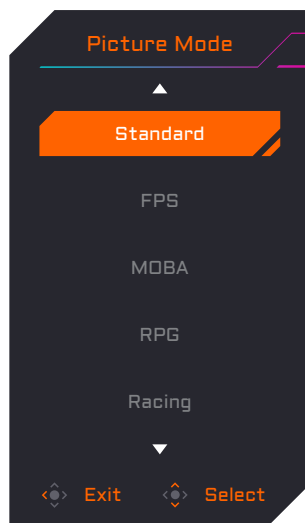 Picture Mode
Standard
FPS
MOBA
RPG
Racing
Exit Select